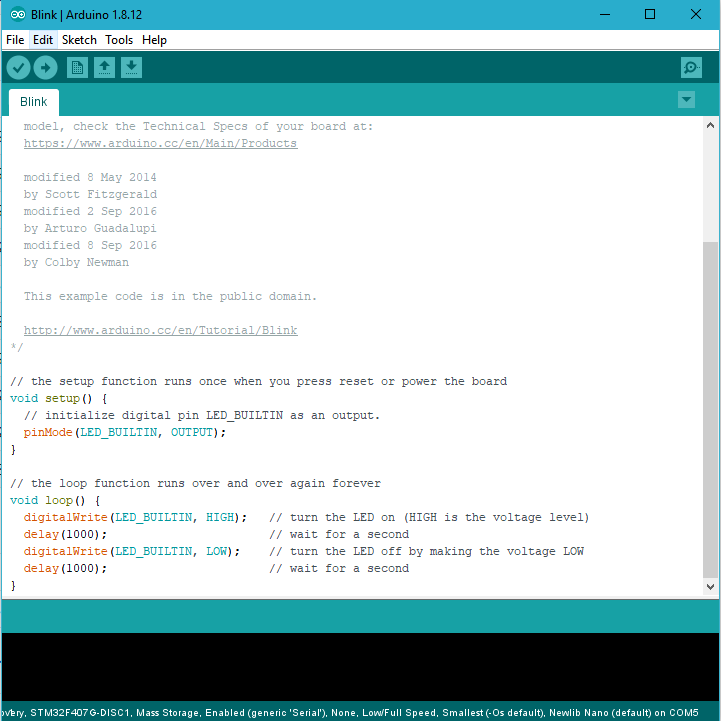 Blink | Arduino 1.8.12
File Edit Sketch Tools Help
Blink
model, check the Technical Specs of your board at:
https://www.arduino.cc/en/Main/Products
modified 8 May 2014
by Scott Fitzgerald
modified 2 Sep 2016
by Arturo Guadalupi
modified 8 Sep 2016
by Colby Newman
This example code is in the public domain.
http://www.arduino.cc/en/Tutorial/Blink
*/
// the setup function runs once when you press reset or power the board
void setup() {
// initialize digital pin LED_BUILTIN as an output.
pinMode(LED_BUILTIN, OUTPUT);
}
// the loop function runs over and over again forever
void loop() {
digitalWrite(LED_BUILTIN, HIGH);   // turn the LED on (HIGH is the voltage level)
delay(1000);                       // wait for a second
digitalWrite(LED_BUILTIN, LOW);    // turn the LED off by making the voltage LOW
delay(1000);                       // wait for a second
}
STM32F407G-DISC1, Mass Storage, Enabled (generic 'Serial'), None, Low/Full Speed, Smallest (-Os default), Newlib Nano (default) on COM5